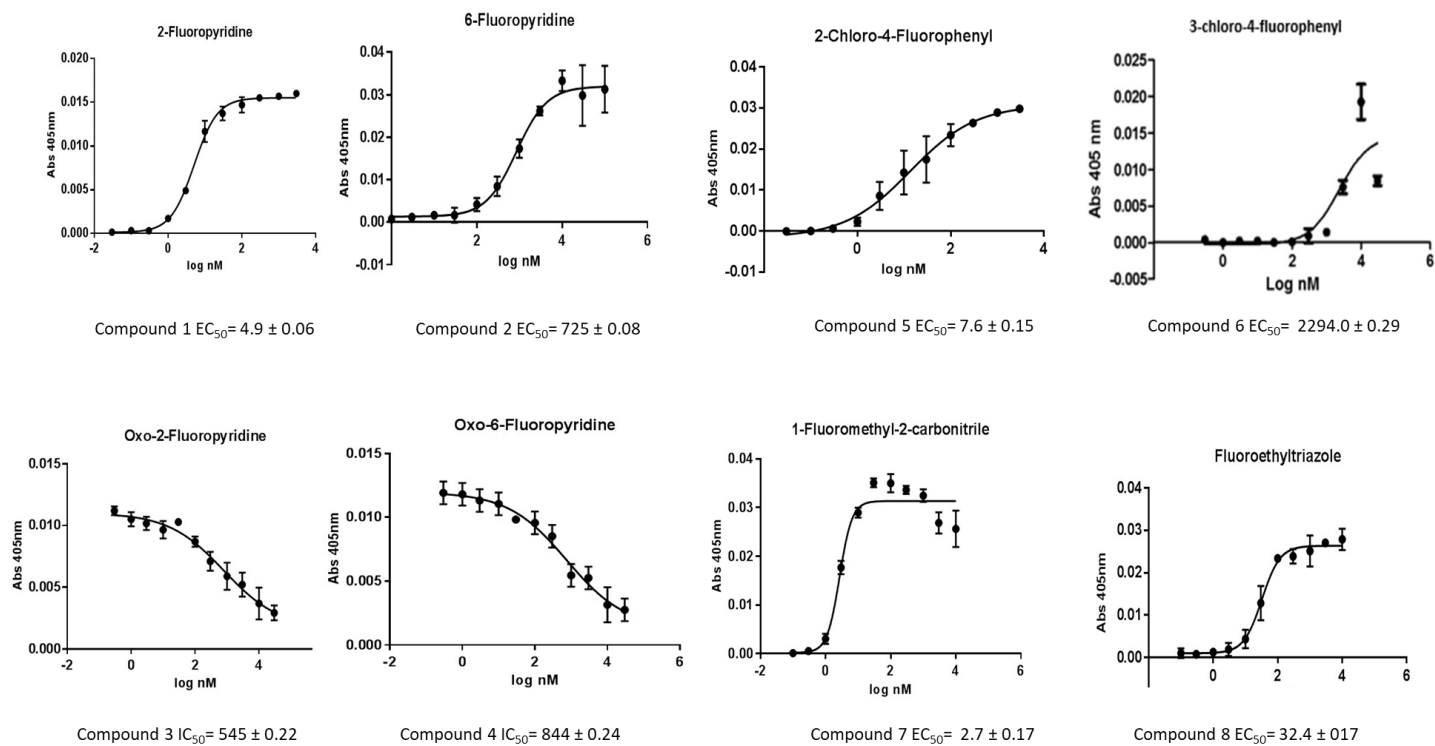 2-Fluoropyridine
0.020
0.015
0.010
0.005
0.000
Abs 405nm
-2 0 2 4
log nM
Compound 1 EC50= 4.9 ± 0.06
6-Fluoropyridine
0.04
0.03
0.02
0.01
0.00
-0.01
Abs 405nm
2 4 6
log nM
Compound 2 EC50= 725 ± 0.08
2-Chloro-4-Fluorophenyl
0.04
0.03
0.02
0.01
0.00
-0.01
Abs 405nm
-2 0 2 4
log nM
Compound 5 EC50= 7.6 ± 0.15
3-chloro-4-fluorophenyl
0.025
0.020
0.015
0.010
0.005
0.000
-0.005
Abs 405 nm
0 2 4 6
Log nM
Compound 6 EC50= 2294.0 ± 0.29
Oxo-2-Fluoropyridine
0.015
0.010
0.005
0.000
Abs 405nm
-2 0 2 4
log nM
Compound 3 IC50= 545 ± 0.22
Oxo-6-Fluoropyridine
0.015
0.010
0.005
0.000
Abs 405nm
-2 0 2 4 6
log nM
Compound 4 IC50= 844 ± 0.24
1-Fluoromethyl-2-carbonitrile
0.04
0.03
0.02
0.01
0.00
Abs 405nm
-2 0 2 4 6
log nM
Compound 7 EC50= 2.7 ± 0.17
Fluoroethyltriazole
0.04
0.03
0.02
0.01
0.00
Abs 405nm
0 2 4 6
log nM
Compound 8 EC50= 32.4 ± 017